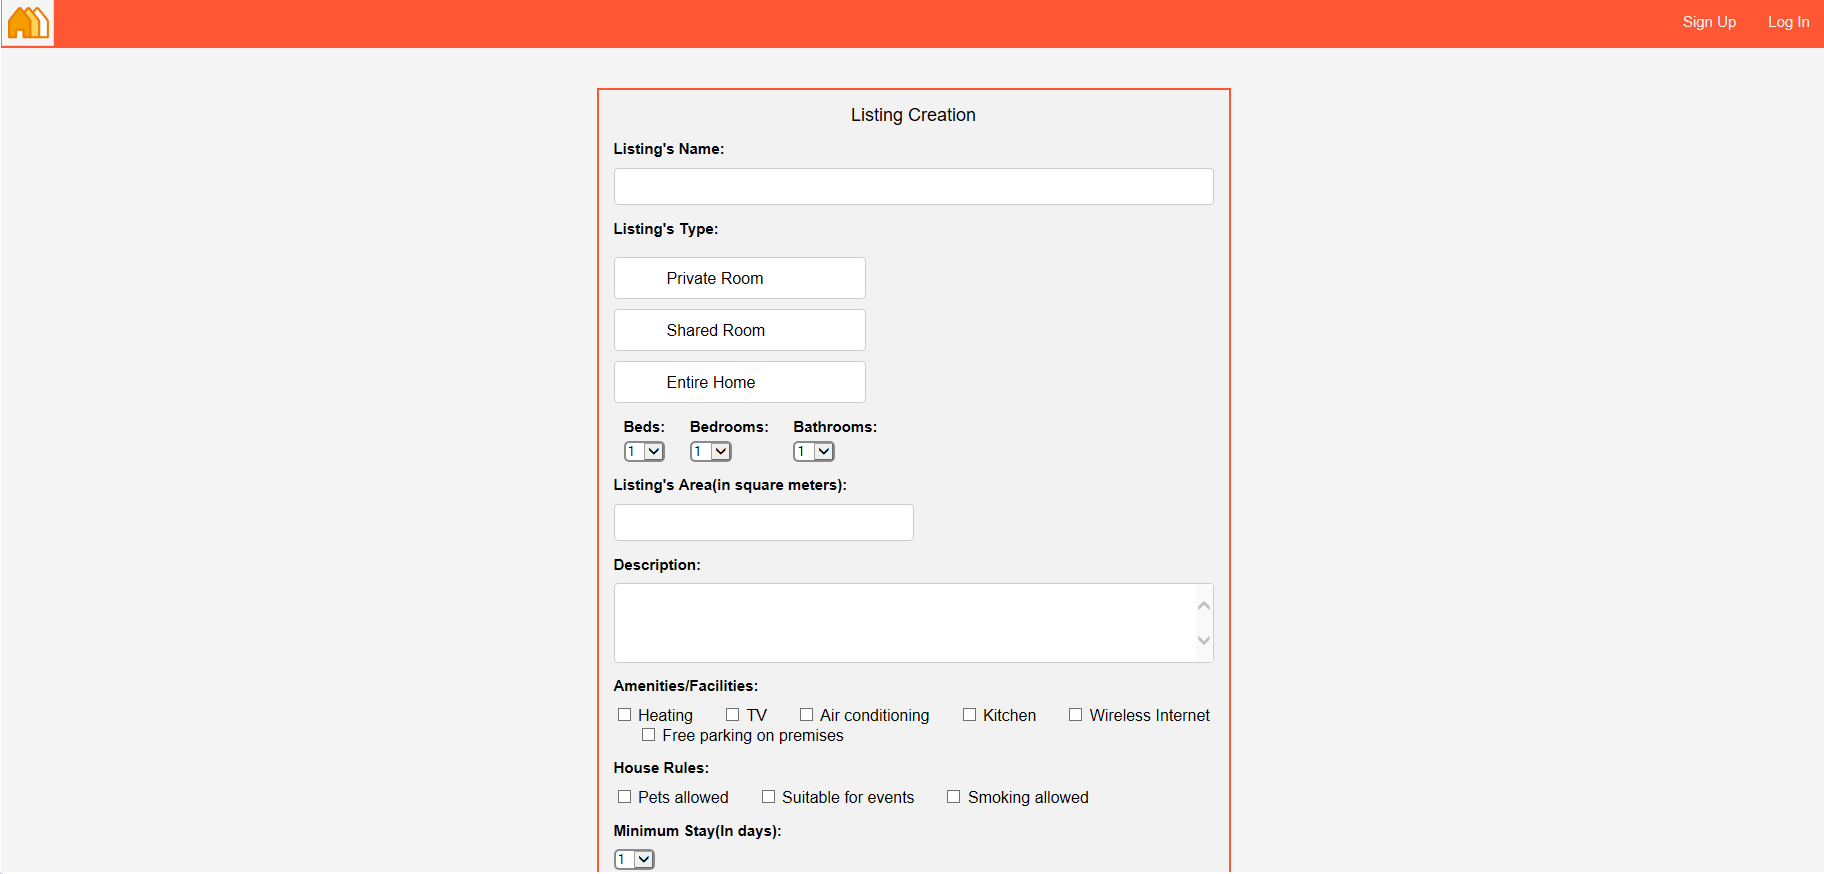 Sign Up Log In
Listing Creation
Listing's Name:
Listing's Type:
Private Room
Shared Room
Entire Home
Beds: Bedrooms: Bathrooms:
1 1 1
Listing's Area(in square meters):
Description:
Amenities/Facilities:
Heating TV Air conditioning Kitchen Wireless Internet
Free parking on premises
House Rules:
Pets allowed Suitable for events Smoking allowed
Minimum Stay(In days):
1